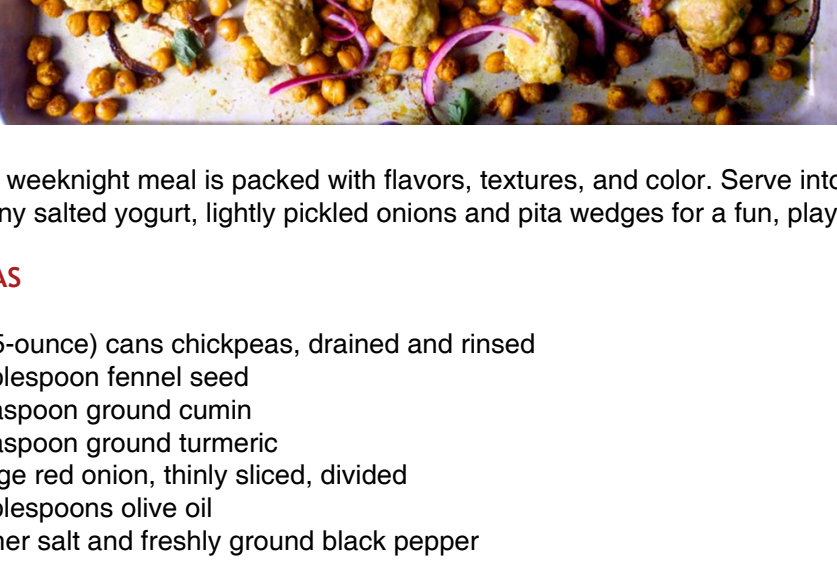 weeknight meal is packed with flavors, textures, and color. Serve into
ny salted yogurt, lightly pickled onions and pita wedges for a fun, play
AS
5-ounce) cans chickpeas, drained and rinsed
blespoon fennel seed
aspoon ground cumin
aspoon ground turmeric
ge red onion, thinly sliced, divided
blespoons olive oil
her salt and freshly ground black pepper